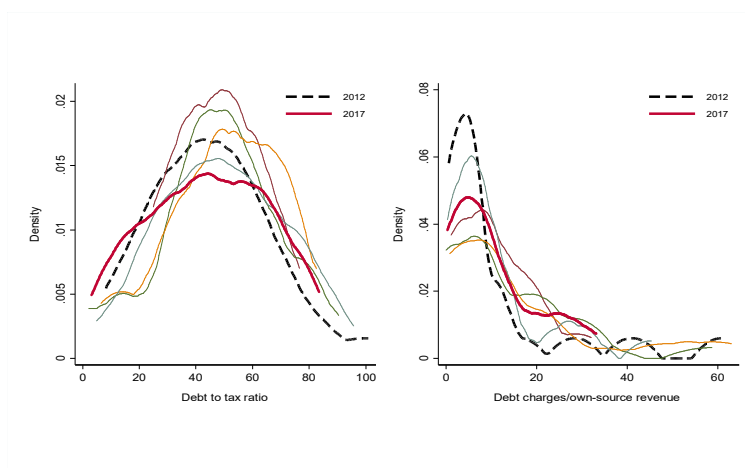 .02
.015
.01
.005
0
Density
0 20 40 60 80 100
Debt to tax ratio
2012
2017
.08
.06
.04
.02
0
Density
0 20 40 60
Debt charges/own-source revenue
2012
2017